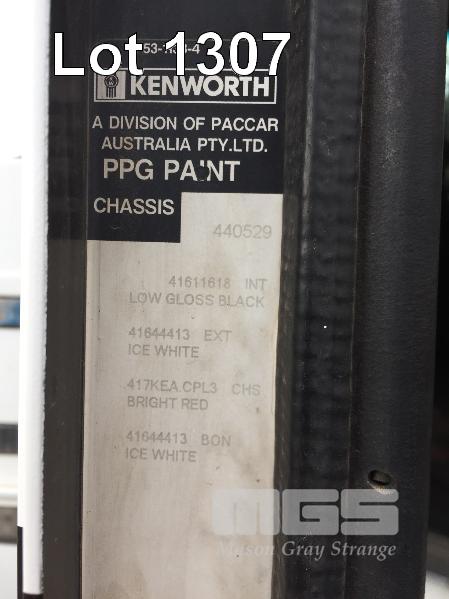 Lot 1307
KENWORTH
A DIVISION OF PACCAR
AUSTRALIA PTY.LTD.
PPG PAINT
CHASSIS
440529
41611618 INT
LOW GLOSS BLACK
41644413 EXT
ICE WHITE
417KEA.CPL3 CHS
BRIGHT RED
41644413 BON
ICE WHITE
MGS
Mason Gray Strange